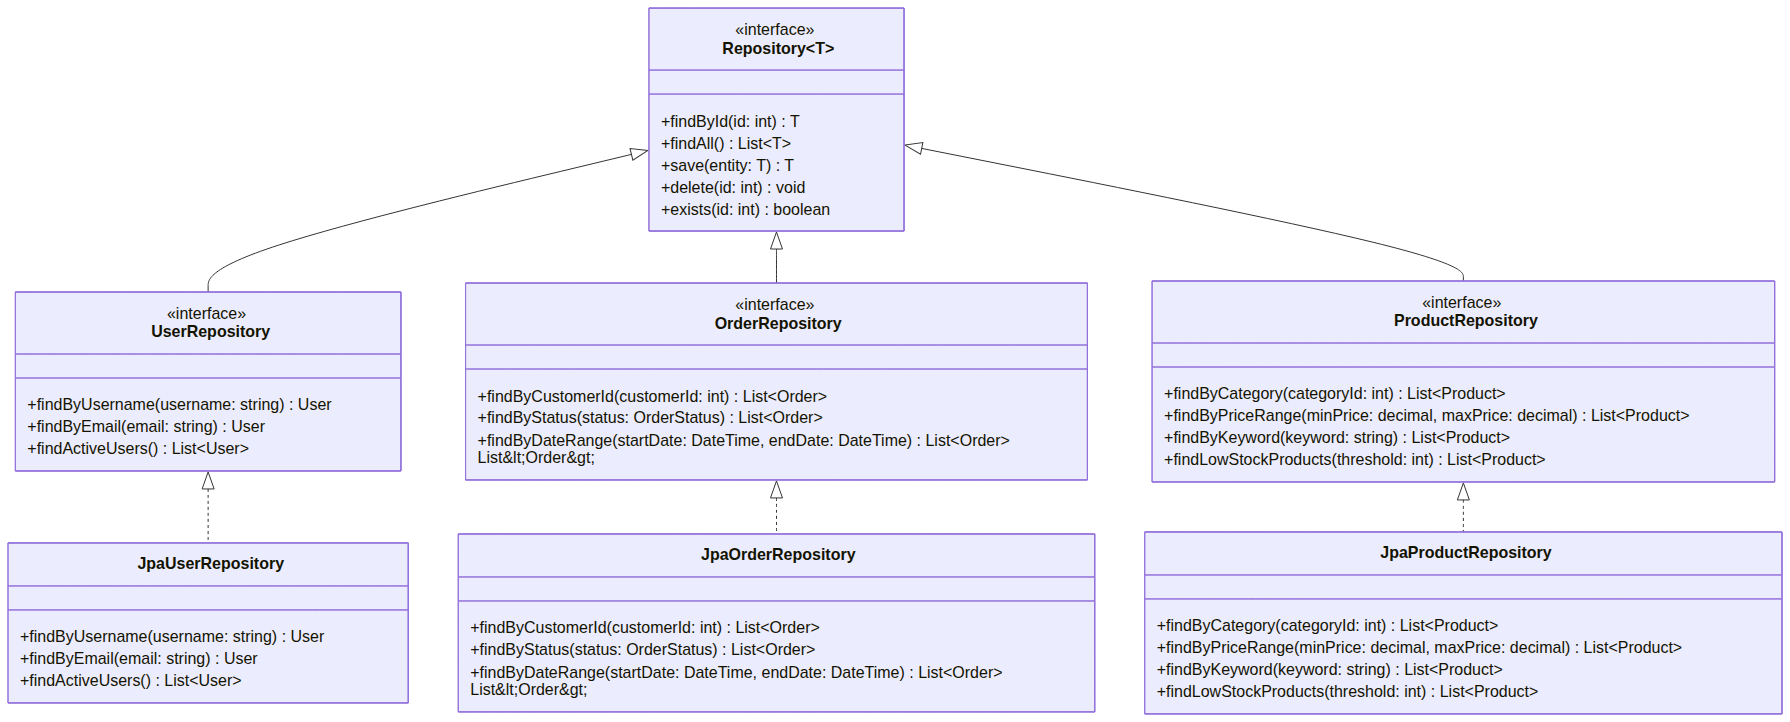 «interface»
Repository<T>
+findById(id: int) : T
+findAll() : List<T>
+save(entity: T) : T
+delete(id: int) : void
+exists(id: int) : boolean
«interface»
UserRepository
+findByUsername(username: string) : User
+findByEmail(email: string) : User
+findActiveUsers() : List<User>
«interface»
OrderRepository
+findByCustomerId(customerId: int) : List<Order>
+findByStatus(status: OrderStatus) : List<Order>
+findByDateRange(startDate: DateTime, endDate: DateTime) : List<Order>
List&lt;Order&gt;
«interface»
ProductRepository
+findByCategory(categoryId: int) : List<Product>
+findByPriceRange(minPrice: decimal, maxPrice: decimal) : List<Product>
+findByKeyword(keyword: string) : List<Product>
+findLowStockProducts(threshold: int) : List<Product>
JpaUserRepository
+findByUsername(username: string) : User
+findByEmail(email: string) : User
+findActiveUsers() : List<User>
JpaOrderRepository
+findByCustomerId(customerId: int) : List<Order>
+findByStatus(status: OrderStatus) : List<Order>
+findByDateRange(startDate: DateTime, endDate: DateTime) : List<Order>
List&lt;Order&gt;
JpaProductRepository
+findByCategory(categoryId: int) : List<Product>
+findByPriceRange(minPrice: decimal, maxPrice: decimal) : List<Product>
+findByKeyword(keyword: string) : List<Product>
+findLowStockProducts(threshold: int) : List<Product>